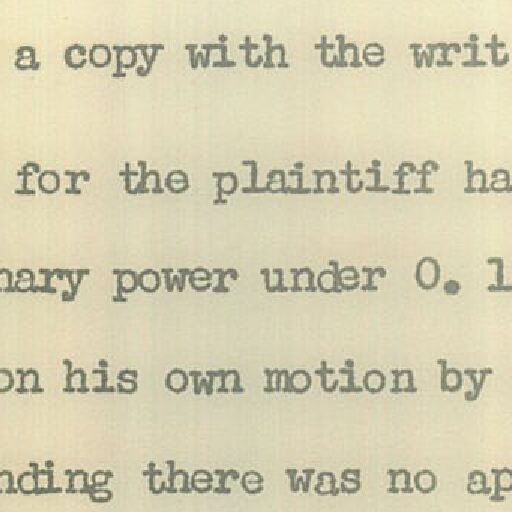 a copy with the writ
for the plaintiff ha
nary power under O. 1
on his own motion by
nding there was no ap